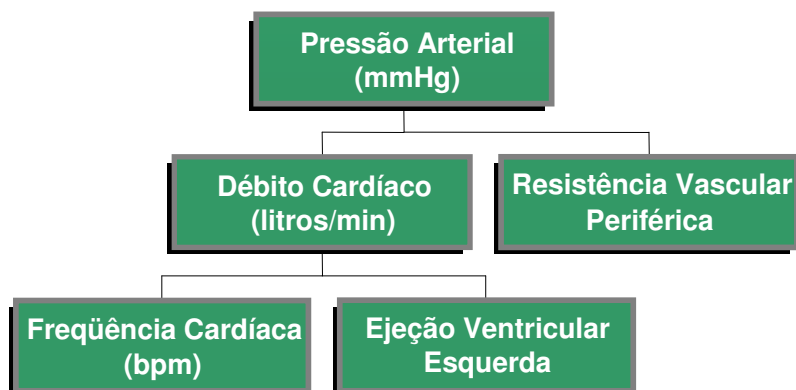 Pressão Arterial
(mmHg)
Débito Cardíaco
(litros/min)
Resistência Vascular
Periférica
Freqüência Cardíaca
(bpm)
Ejeção Ventricular
Esquerda